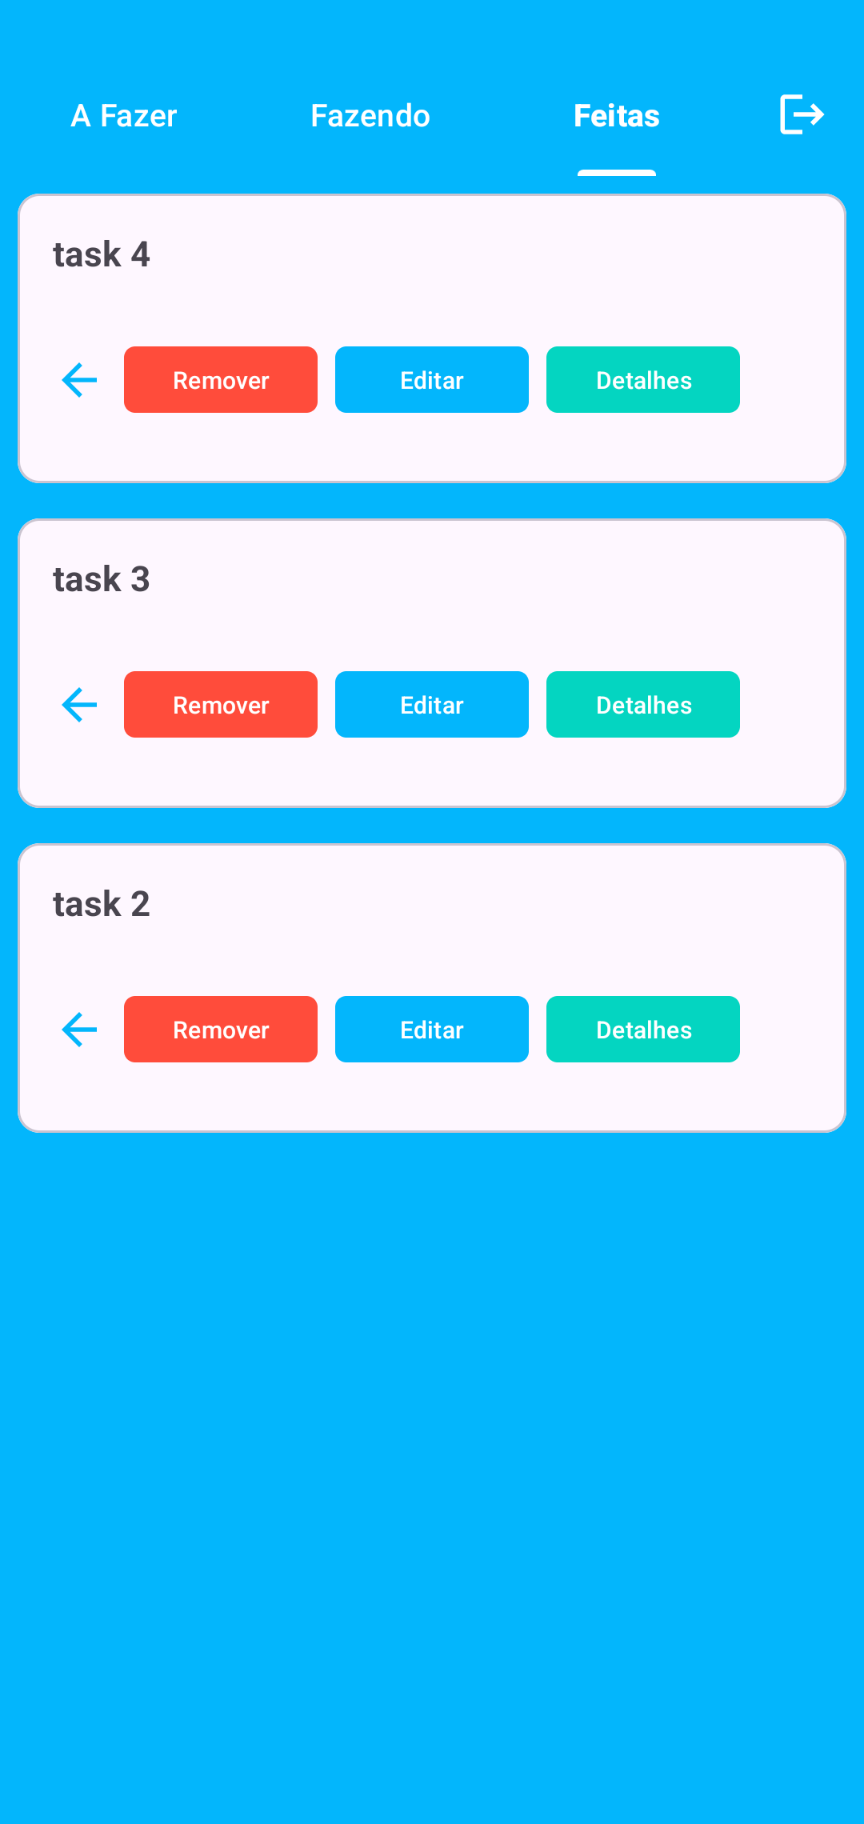 A Fazer Fazendo Feitas
task 4
Remover Editar Detalhes
task 3
Remover Editar Detalhes
task 2
Remover Editar Detalhes